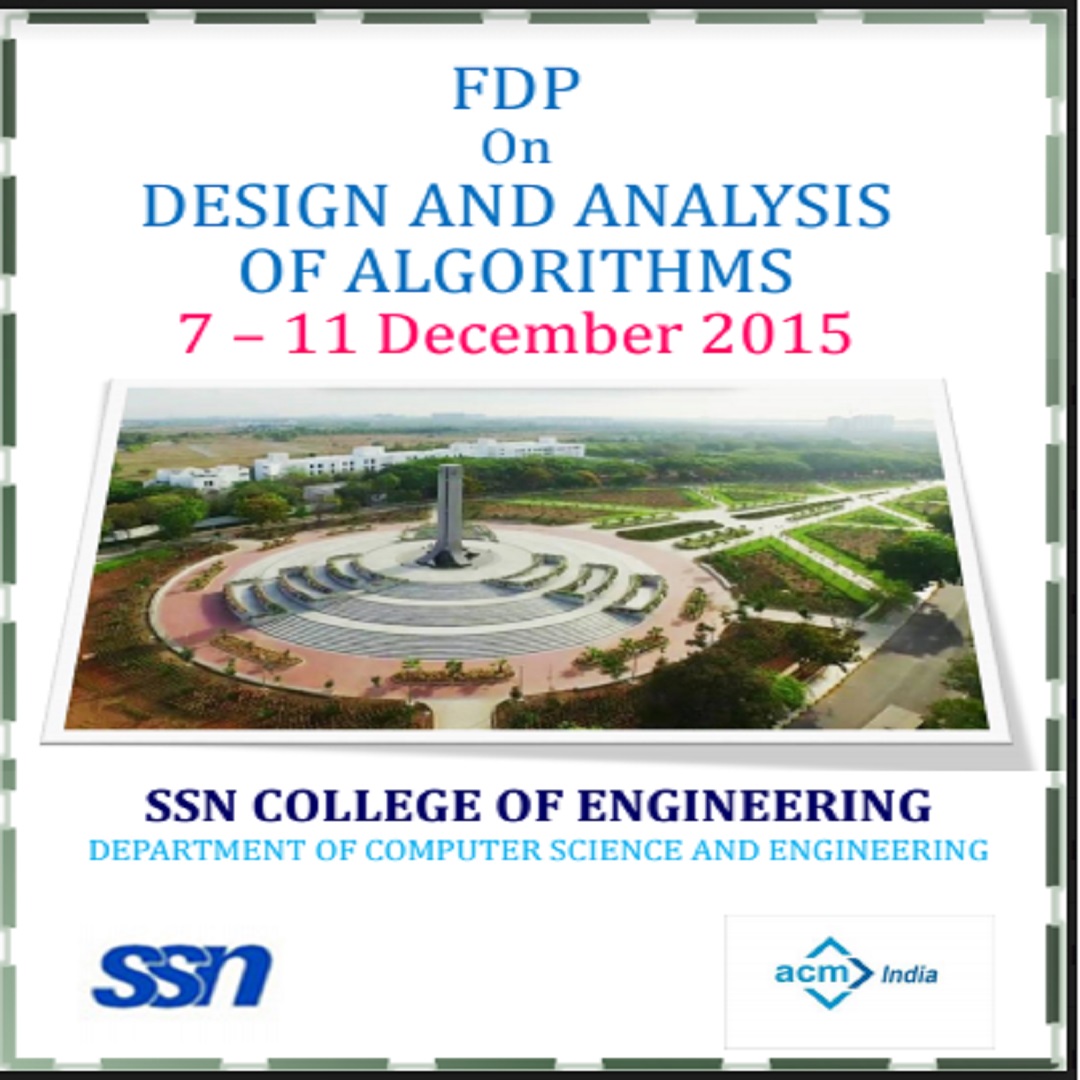 FDP
On
DESIGN AND ANALYSIS
OF ALGORITHMS
7 – 11 December 2015
SSN COLLEGE OF ENGINEERING
DEPARTMENT OF COMPUTER SCIENCE AND ENGINEERING
ssn
acm India